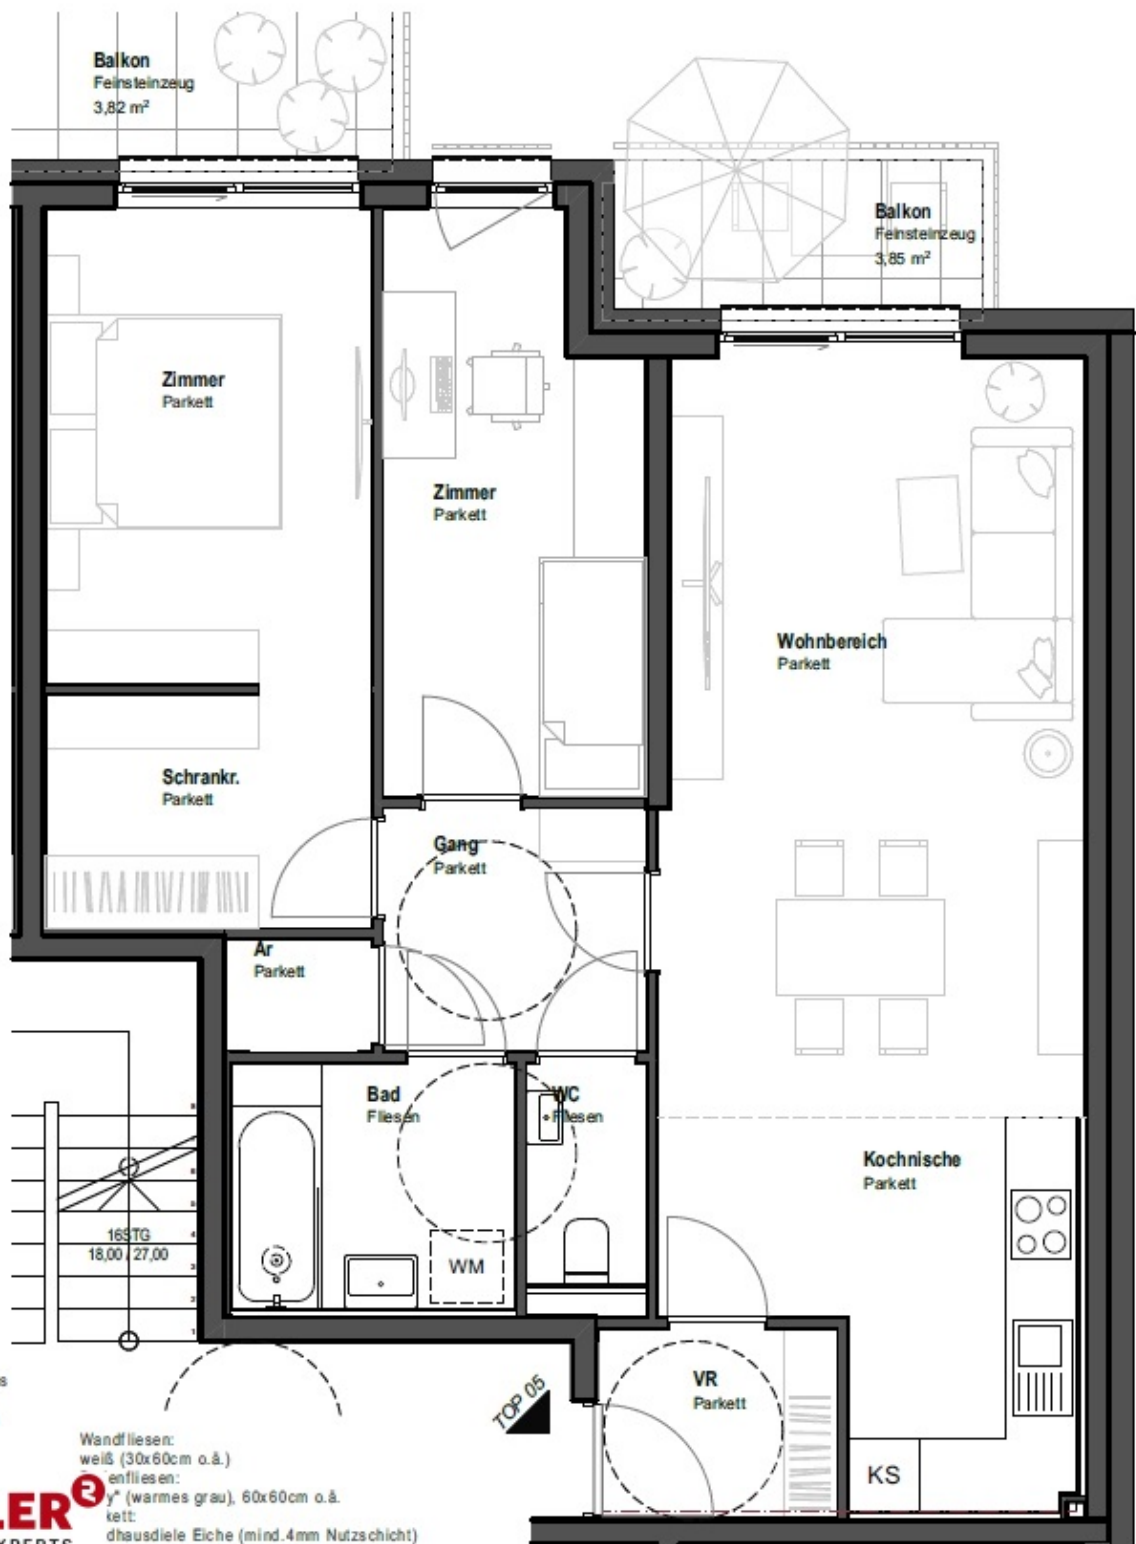 Balkon
Feinsteinzeug
3,82 m²
Balkon
Feinsteinzeug
3,85 m²
Zimmer
Parkett
Zimmer
Parkett
Wohnbereich
Parkett
Schrankr.
Parkett
Gang
Parkett
Ar
Parkett
Bad
Fliesen
WC
Fliesen
Kochnische
Parkett
16STG
18,00 / 27,00
WM
VR
Parkett
TOP 05
KS
Wandfliesen:
weiß (30x60cm o.ä.)
enfliesen:
y" (warmes grau), 60x60cm o.ä.
kett:
dhausdiele Eiche (mind.4mm Nutzschicht)
LER